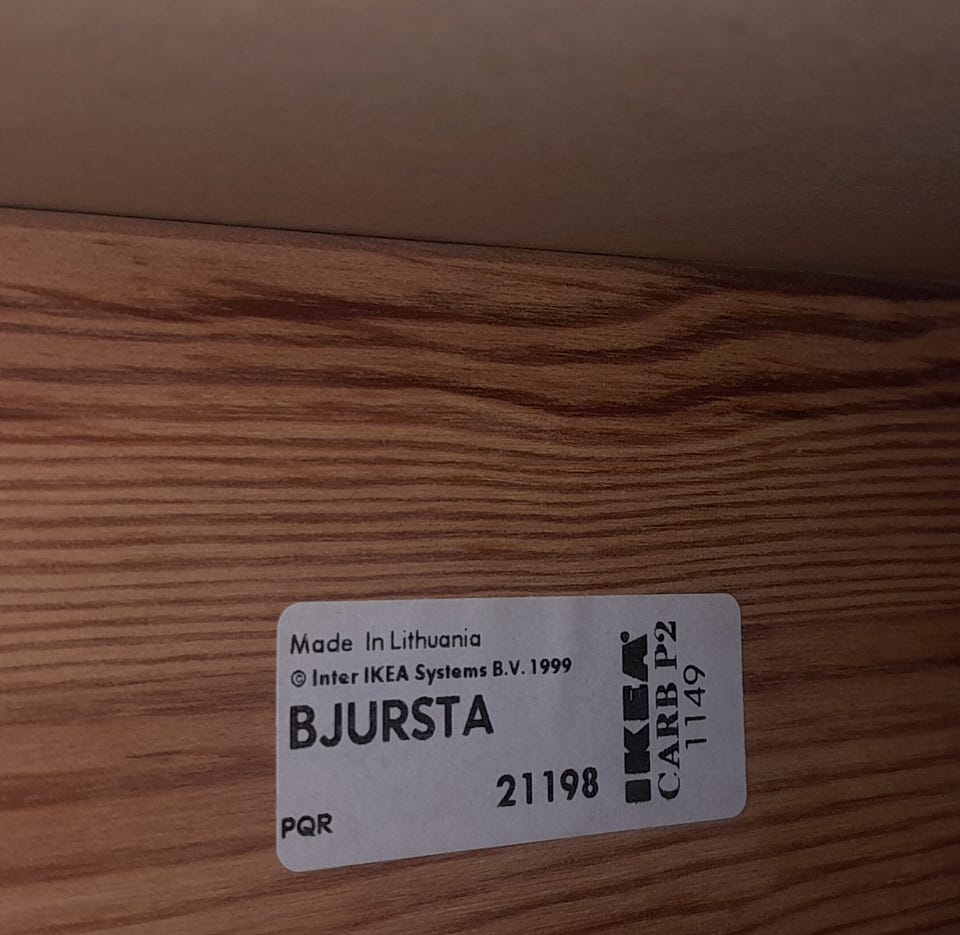 Made In Lithuania
© Inter IKEA Systems B.V. 1999
BJURSTA
21198
PQR
IKEA
CARB P2
1149